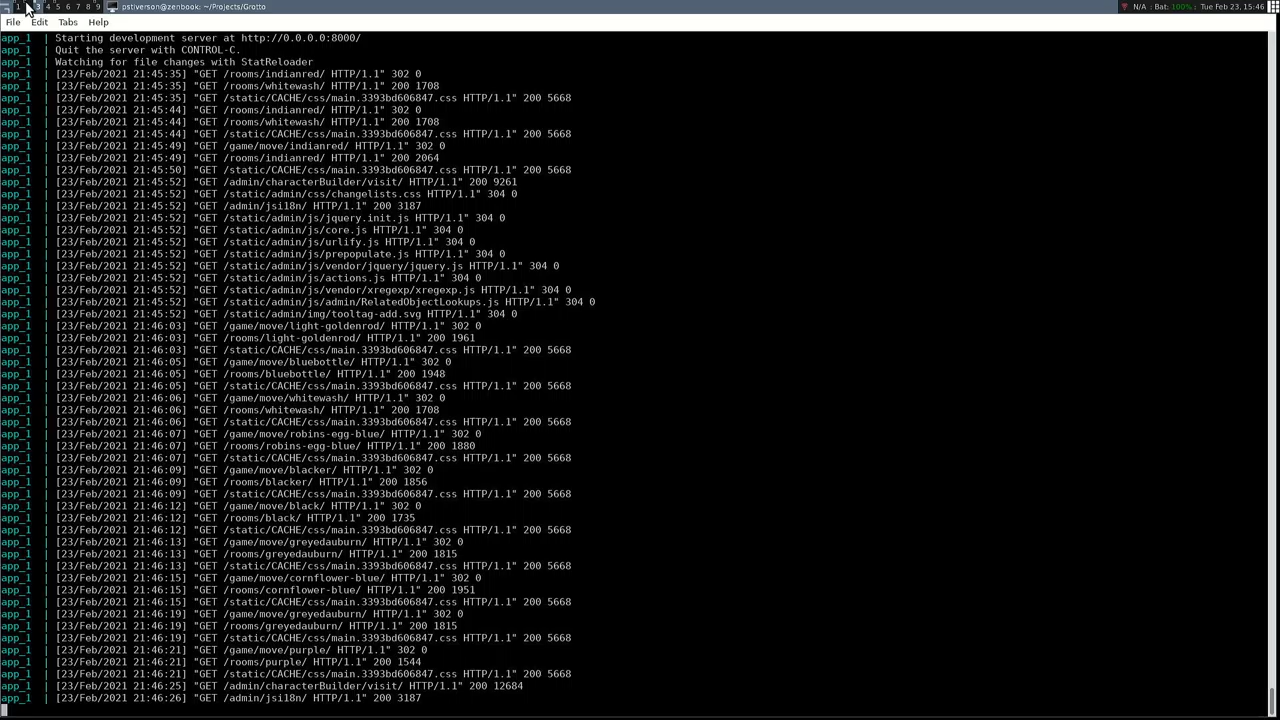 1 3 4 5 6 7 8 9 pstiverson@zenbook: ~/Projects/Grotto N/A : Bat: 100% : Tue Feb 23, 15:46
File Edit Tabs Help
app_1 | Starting development server at http://0.0.0.0:8000/
app_1 | Quit the server with CONTROL-C.
app_1 | Watching for file changes with StatReloader
app_1 | [23/Feb/2021 21:45:35] "GET /rooms/indianred/ HTTP/1.1" 302 0
app_1 | [23/Feb/2021 21:45:35] "GET /rooms/whitewash/ HTTP/1.1" 200 1708
app_1 | [23/Feb/2021 21:45:35] "GET /static/CACHE/css/main.3393bd606847.css HTTP/1.1" 200 5668
app_1 | [23/Feb/2021 21:45:44] "GET /rooms/indianred/ HTTP/1.1" 302 0
app_1 | [23/Feb/2021 21:45:44] "GET /rooms/whitewash/ HTTP/1.1" 200 1708
app_1 | [23/Feb/2021 21:45:44] "GET /static/CACHE/css/main.3393bd606847.css HTTP/1.1" 200 5668
app_1 | [23/Feb/2021 21:45:49] "GET /game/move/indianred/ HTTP/1.1" 302 0
app_1 | [23/Feb/2021 21:45:49] "GET /rooms/indianred/ HTTP/1.1" 200 2064
app_1 | [23/Feb/2021 21:45:50] "GET /static/CACHE/css/main.3393bd606847.css HTTP/1.1" 200 5668
app_1 | [23/Feb/2021 21:45:52] "GET /admin/characterBuilder/visit/ HTTP/1.1" 200 9261
app_1 | [23/Feb/2021 21:45:52] "GET /static/admin/css/changelists.css HTTP/1.1" 304 0
app_1 | [23/Feb/2021 21:45:52] "GET /admin/jsi18n/ HTTP/1.1" 200 3187
app_1 | [23/Feb/2021 21:45:52] "GET /static/admin/js/jquery.init.js HTTP/1.1" 304 0
app_1 | [23/Feb/2021 21:45:52] "GET /static/admin/js/core.js HTTP/1.1" 304 0
app_1 | [23/Feb/2021 21:45:52] "GET /static/admin/js/urlify.js HTTP/1.1" 304 0
app_1 | [23/Feb/2021 21:45:52] "GET /static/admin/js/prepopulate.js HTTP/1.1" 304 0
app_1 | [23/Feb/2021 21:45:52] "GET /static/admin/js/vendor/jquery/jquery.js HTTP/1.1" 304 0
app_1 | [23/Feb/2021 21:45:52] "GET /static/admin/js/actions.js HTTP/1.1" 304 0
app_1 | [23/Feb/2021 21:45:52] "GET /static/admin/js/vendor/xregexp/xregexp.js HTTP/1.1" 304 0
app_1 | [23/Feb/2021 21:45:52] "GET /static/admin/js/admin/RelatedObjectLookups.js HTTP/1.1" 304 0
app_1 | [23/Feb/2021 21:45:52] "GET /static/admin/img/tooltag-add.svg HTTP/1.1" 304 0
app_1 | [23/Feb/2021 21:46:03] "GET /game/move/light-goldenrod/ HTTP/1.1" 302 0
app_1 | [23/Feb/2021 21:46:03] "GET /rooms/light-goldenrod/ HTTP/1.1" 200 1961
app_1 | [23/Feb/2021 21:46:03] "GET /static/CACHE/css/main.3393bd606847.css HTTP/1.1" 200 5668
app_1 | [23/Feb/2021 21:46:05] "GET /game/move/bluebottle/ HTTP/1.1" 302 0
app_1 | [23/Feb/2021 21:46:05] "GET /rooms/bluebottle/ HTTP/1.1" 200 1948
app_1 | [23/Feb/2021 21:46:05] "GET /static/CACHE/css/main.3393bd606847.css HTTP/1.1" 200 5668
app_1 | [23/Feb/2021 21:46:06] "GET /game/move/whitewash/ HTTP/1.1" 302 0
app_1 | [23/Feb/2021 21:46:06] "GET /rooms/whitewash/ HTTP/1.1" 200 1708
app_1 | [23/Feb/2021 21:46:06] "GET /static/CACHE/css/main.3393bd606847.css HTTP/1.1" 200 5668
app_1 | [23/Feb/2021 21:46:07] "GET /game/move/robins-egg-blue/ HTTP/1.1" 302 0
app_1 | [23/Feb/2021 21:46:07] "GET /rooms/robins-egg-blue/ HTTP/1.1" 200 1880
app_1 | [23/Feb/2021 21:46:07] "GET /static/CACHE/css/main.3393bd606847.css HTTP/1.1" 200 5668
app_1 | [23/Feb/2021 21:46:09] "GET /game/move/blacker/ HTTP/1.1" 302 0
app_1 | [23/Feb/2021 21:46:09] "GET /rooms/blacker/ HTTP/1.1" 200 1856
app_1 | [23/Feb/2021 21:46:09] "GET /static/CACHE/css/main.3393bd606847.css HTTP/1.1" 200 5668
app_1 | [23/Feb/2021 21:46:12] "GET /game/move/black/ HTTP/1.1" 302 0
app_1 | [23/Feb/2021 21:46:12] "GET /rooms/black/ HTTP/1.1" 200 1735
app_1 | [23/Feb/2021 21:46:12] "GET /static/CACHE/css/main.3393bd606847.css HTTP/1.1" 200 5668
app_1 | [23/Feb/2021 21:46:13] "GET /game/move/greyedauburn/ HTTP/1.1" 302 0
app_1 | [23/Feb/2021 21:46:13] "GET /rooms/greyedauburn/ HTTP/1.1" 200 1815
app_1 | [23/Feb/2021 21:46:13] "GET /static/CACHE/css/main.3393bd606847.css HTTP/1.1" 200 5668
app_1 | [23/Feb/2021 21:46:15] "GET /game/move/cornflower-blue/ HTTP/1.1" 302 0
app_1 | [23/Feb/2021 21:46:15] "GET /rooms/cornflower-blue/ HTTP/1.1" 200 1951
app_1 | [23/Feb/2021 21:46:15] "GET /static/CACHE/css/main.3393bd606847.css HTTP/1.1" 200 5668
app_1 | [23/Feb/2021 21:46:19] "GET /game/move/greyedauburn/ HTTP/1.1" 302 0
app_1 | [23/Feb/2021 21:46:19] "GET /rooms/greyedauburn/ HTTP/1.1" 200 1815
app_1 | [23/Feb/2021 21:46:19] "GET /static/CACHE/css/main.3393bd606847.css HTTP/1.1" 200 5668
app_1 | [23/Feb/2021 21:46:21] "GET /game/move/purple/ HTTP/1.1" 302 0
app_1 | [23/Feb/2021 21:46:21] "GET /rooms/purple/ HTTP/1.1" 200 1544
app_1 | [23/Feb/2021 21:46:21] "GET /static/CACHE/css/main.3393bd606847.css HTTP/1.1" 200 5668
app_1 | [23/Feb/2021 21:46:25] "GET /admin/characterBuilder/visit/ HTTP/1.1" 200 12684
app_1 | [23/Feb/2021 21:46:26] "GET /admin/jsi18n/ HTTP/1.1" 200 3187